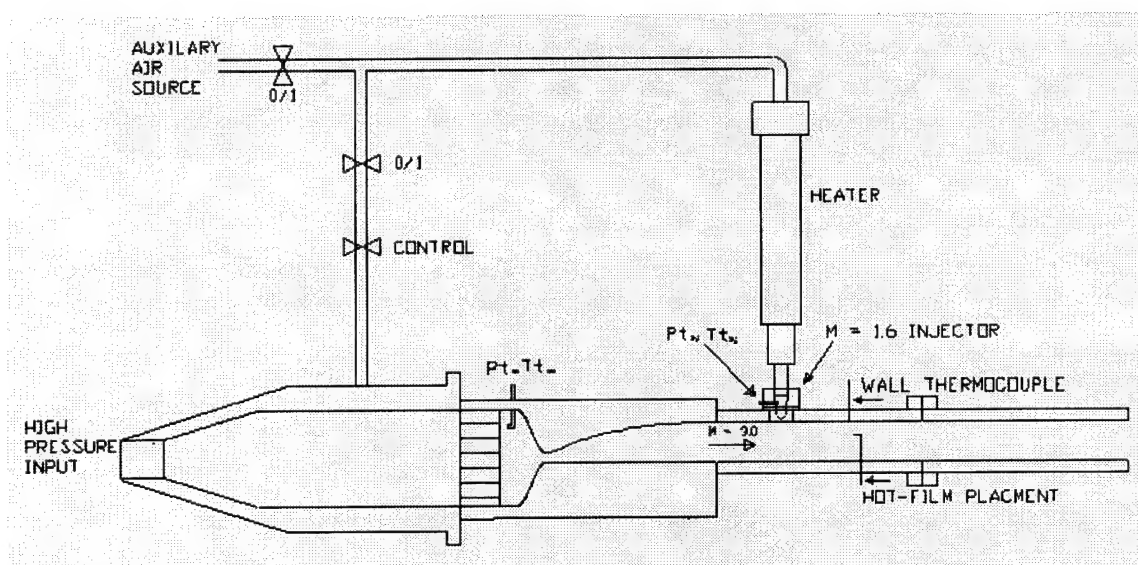 AUXILARY
AIR
SOURCE
0/1
0/1
CONTROL
HEATER
M = 1.6 INJECTOR
WALL THERMOCOUPLE
HIGH
PRESSURE
INPUT
HOT-FILM PLACMENT